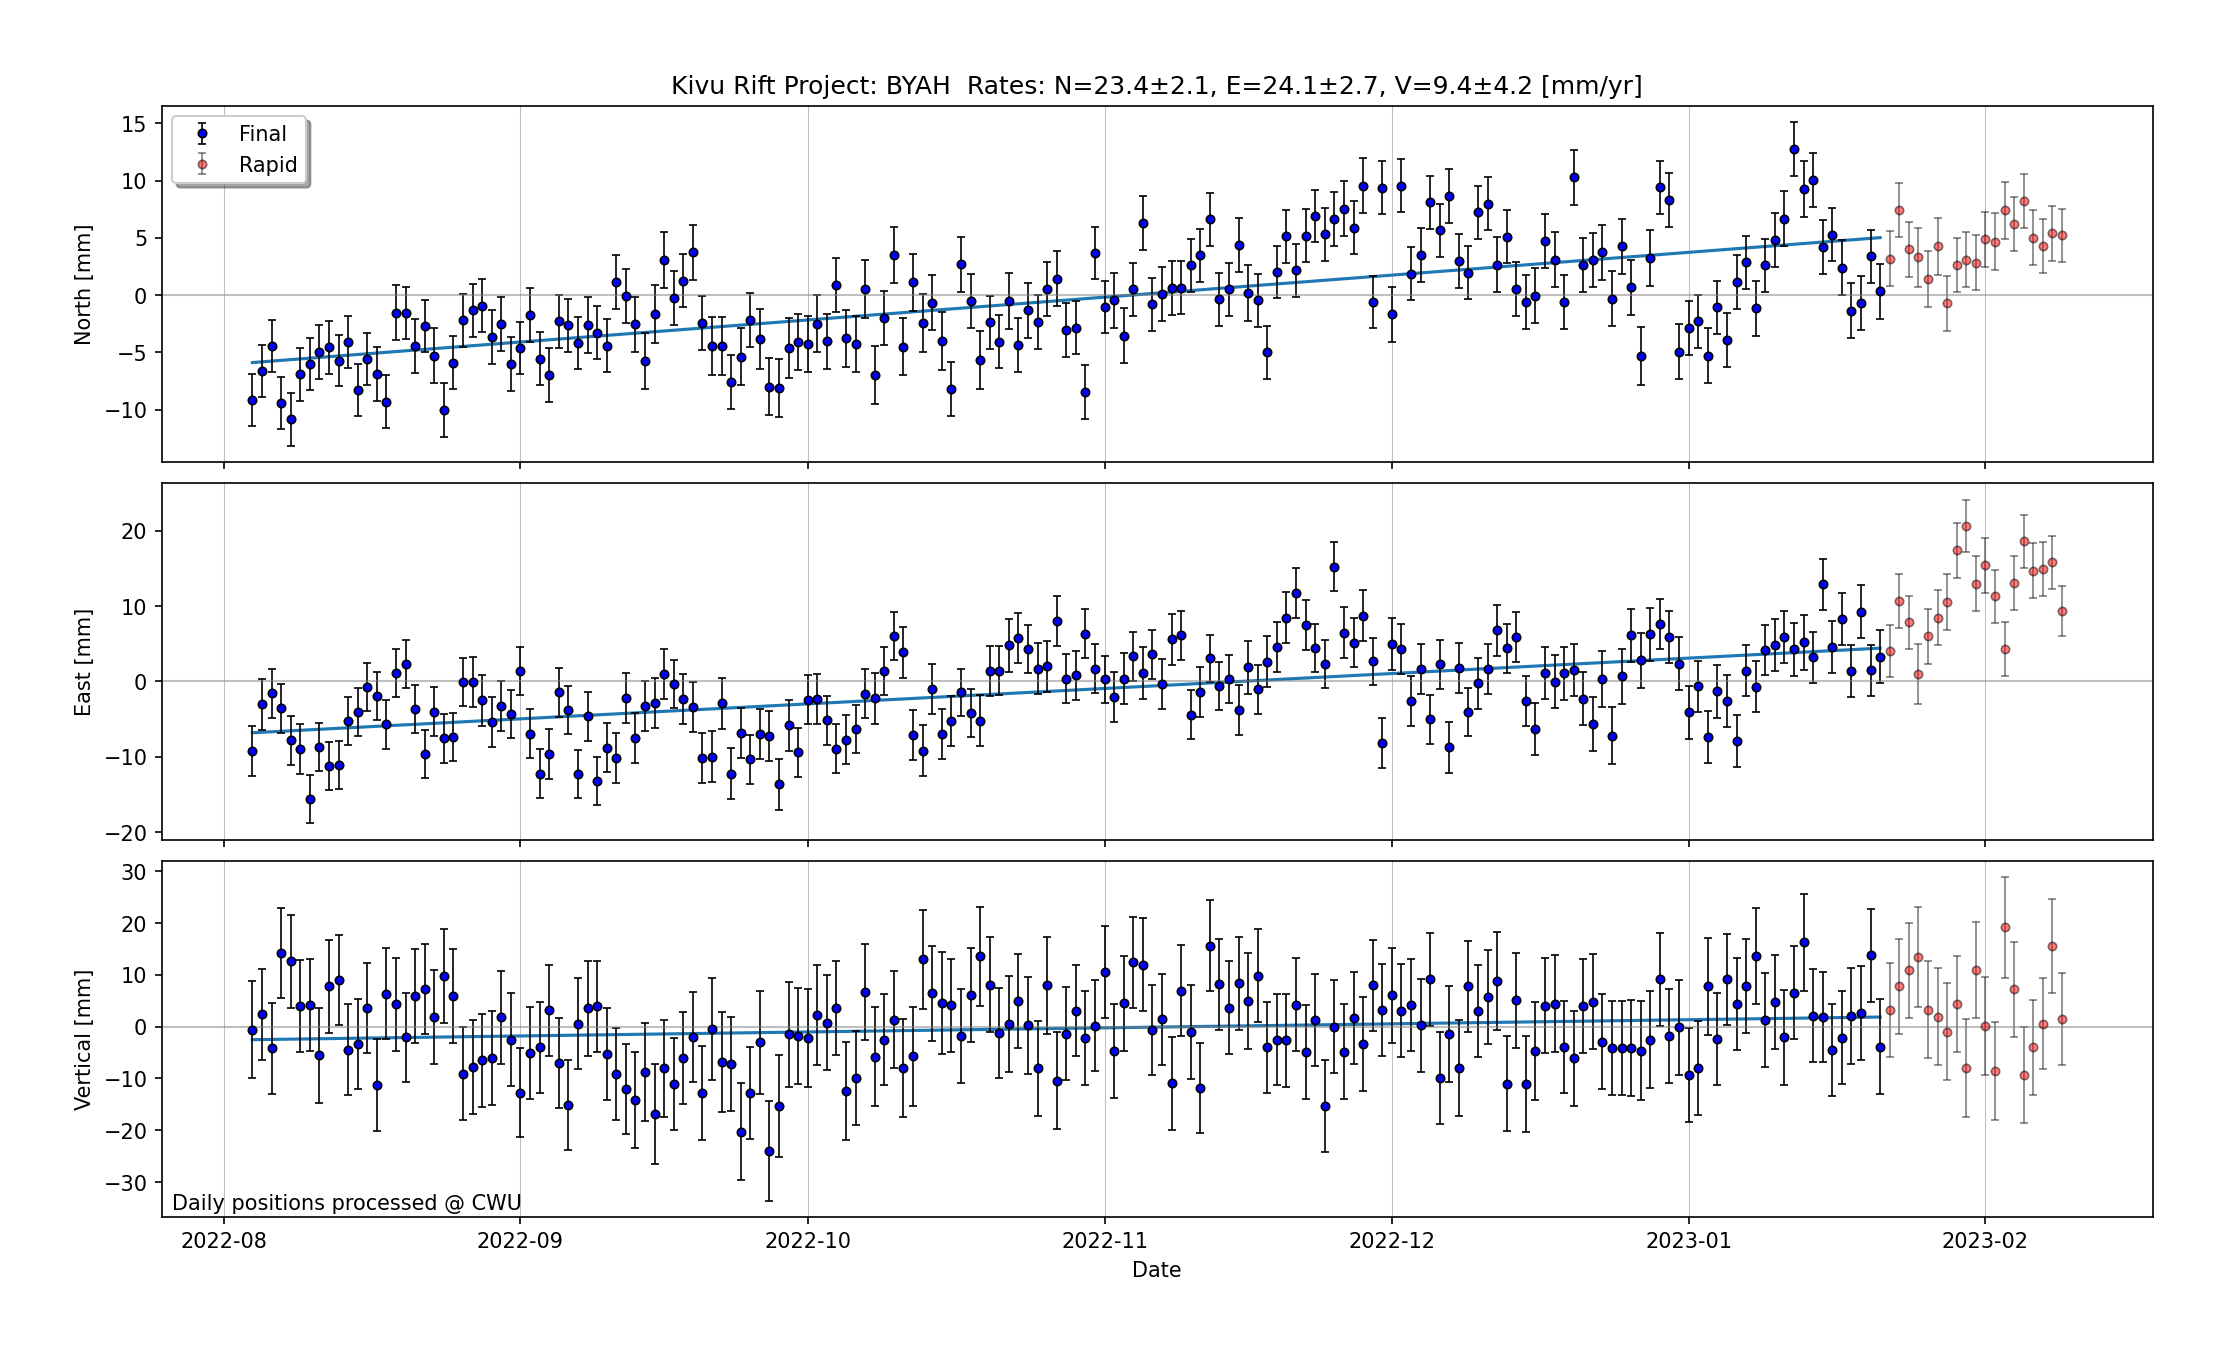 Kivu Rift Project: BYAH  Rates: N=23.4±2.1, E=24.1±2.7, V=9.4±4.2 [mm/yr]
Final
Rapid
North [mm]
15
10
5
0
−5
−10
East [mm]
20
10
0
−10
−20
Vertical [mm]
30
20
10
0
−10
−20
−30
Daily positions processed @ CWU
2022-08 2022-09 2022-10 2022-11 2022-12 2023-01 2023-02
Date